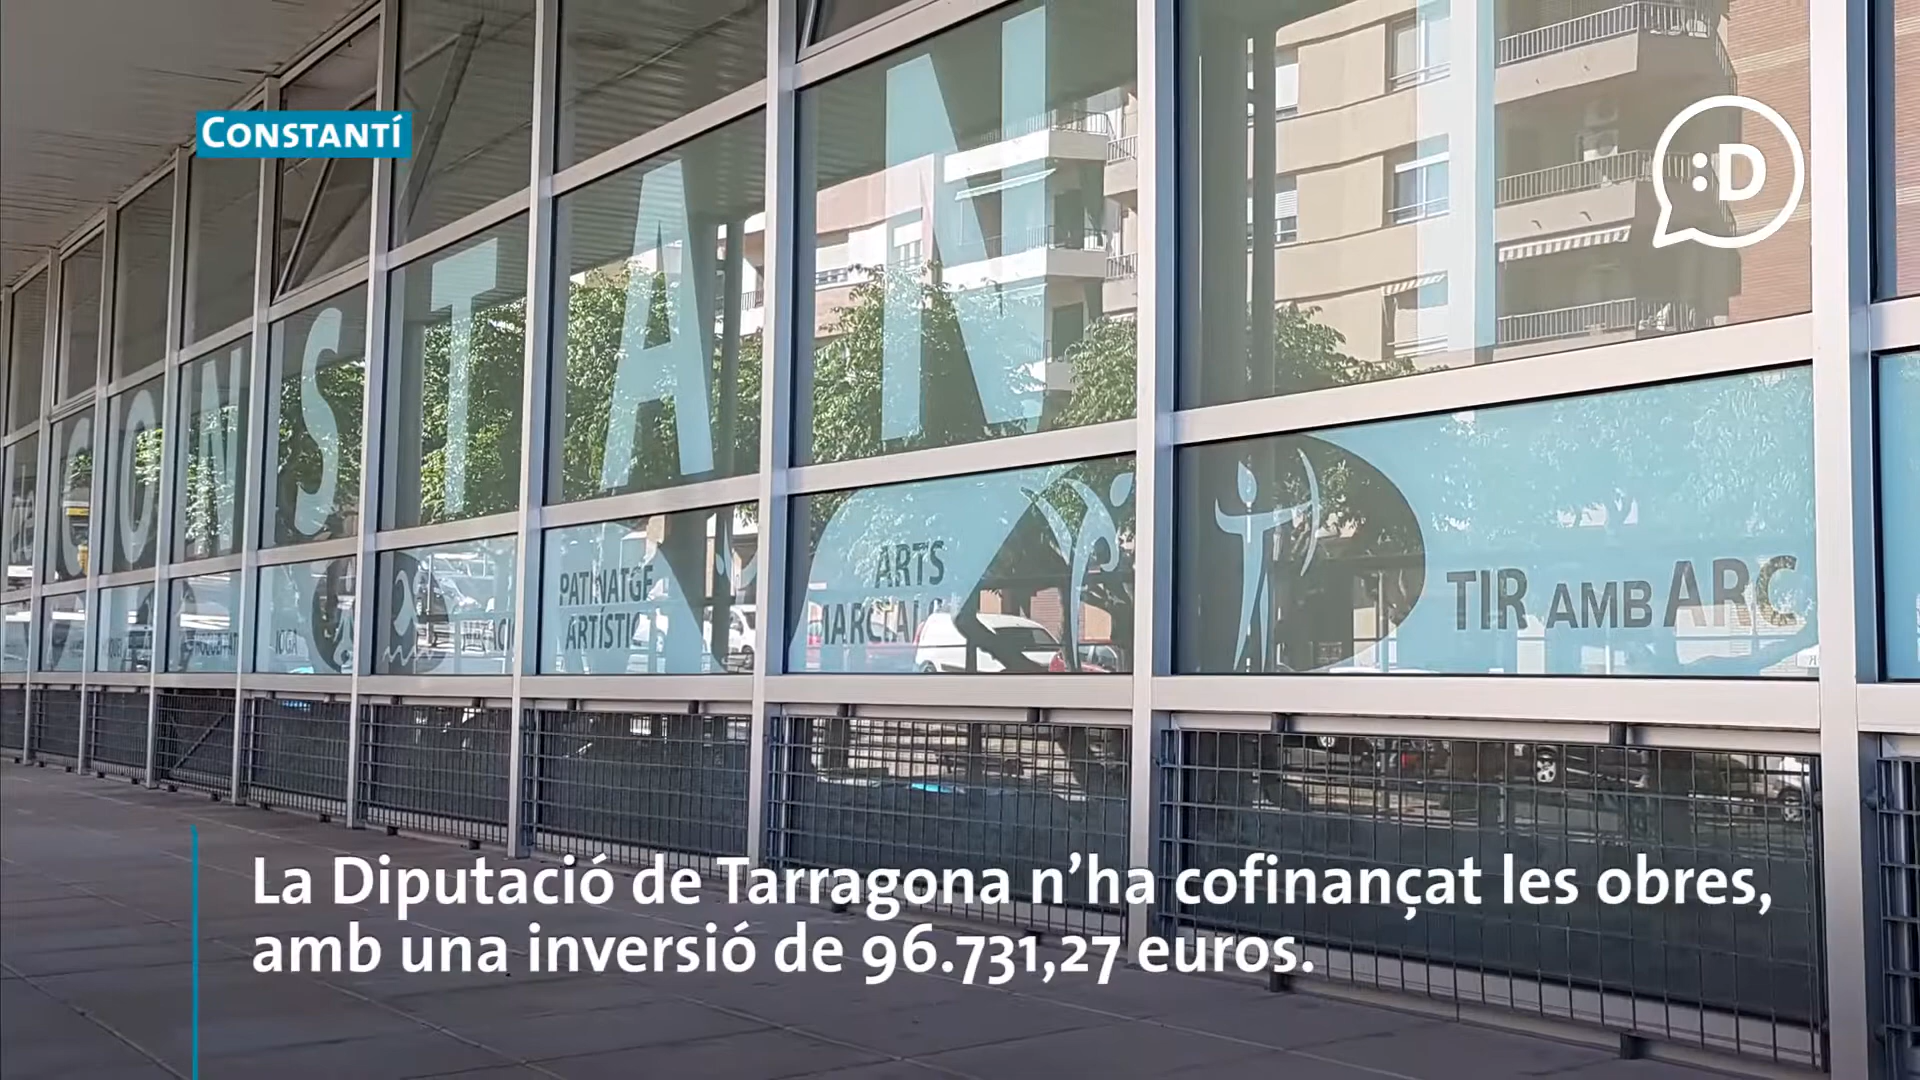 CONSTANTÍ
:D
CONSTAN
PATINATGE
ARTÍSTIC
ARTS
MARCIALS
TIR AMB ARC
IOGA
La Diputació de Tarragona n’ha cofinançat les obres,
amb una inversió de 96.731,27 euros.